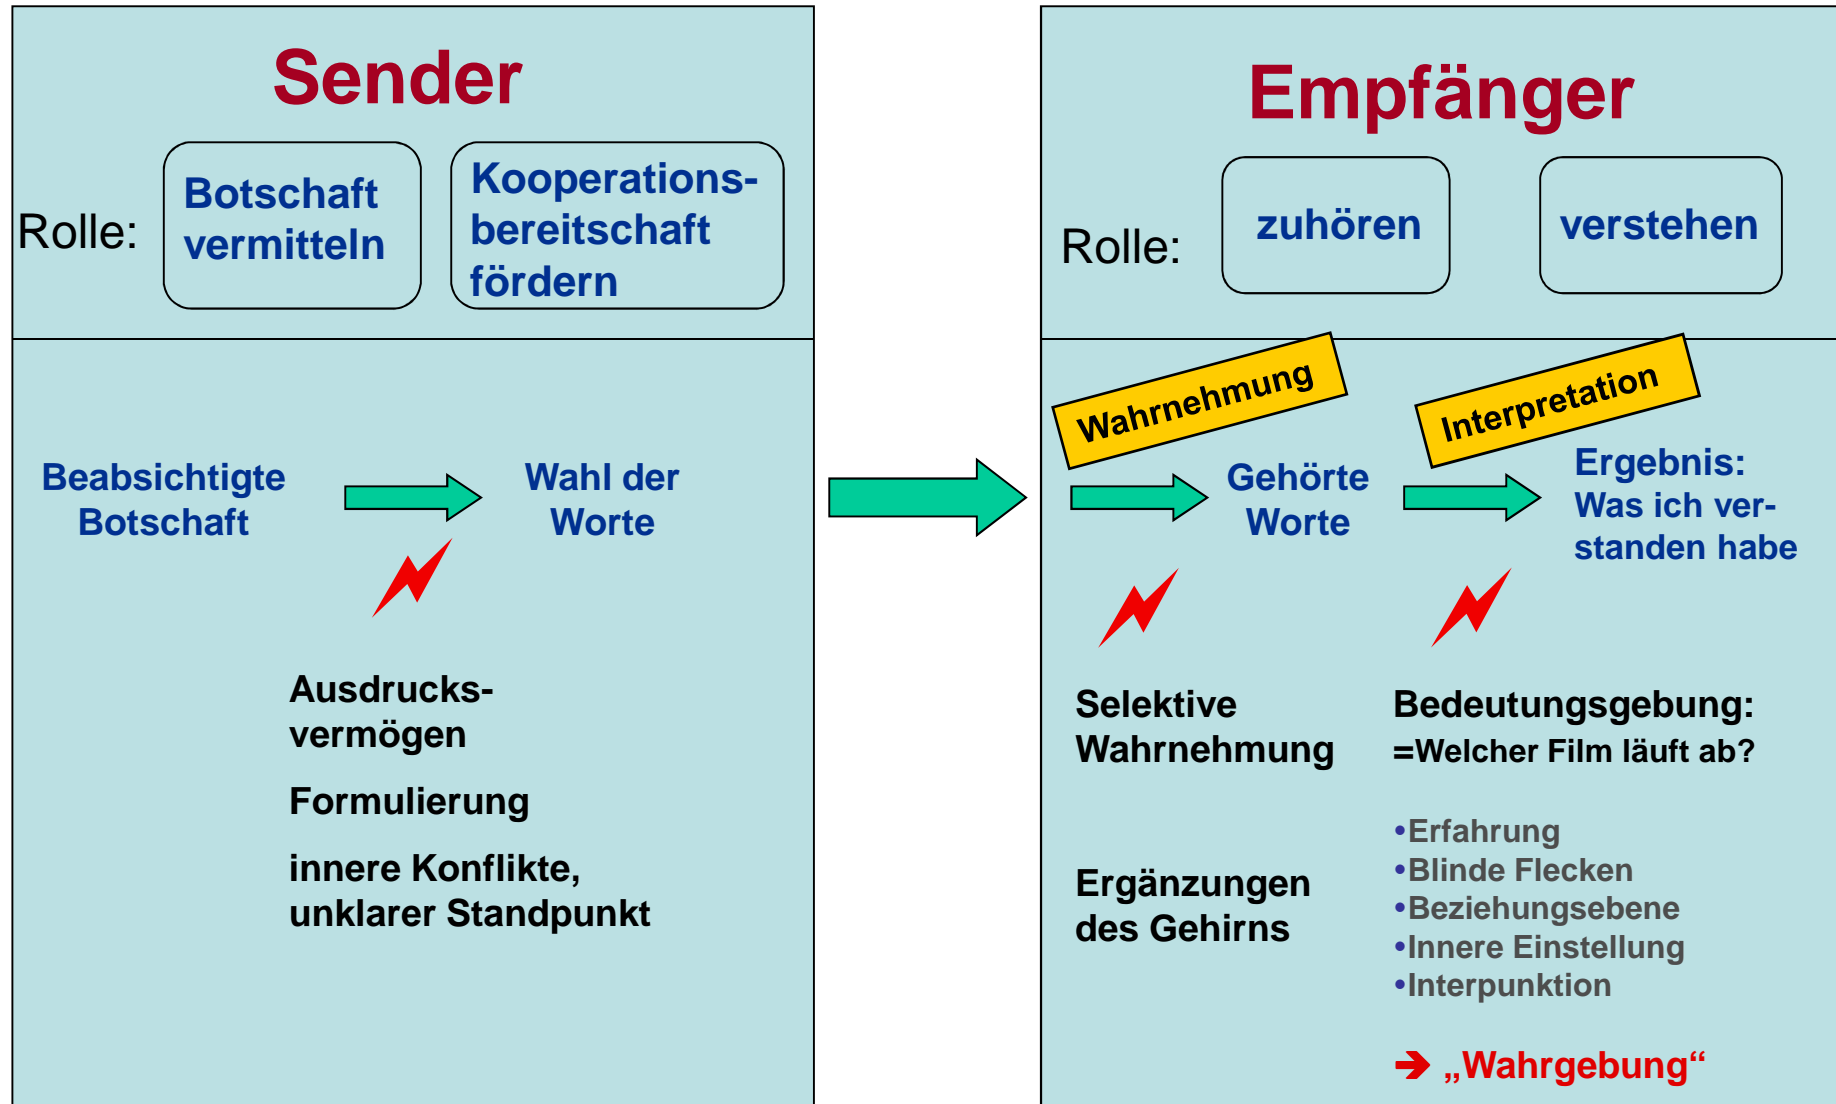 Sender
Rolle:
Botschaft
vermitteln
Kooperations-
bereitschaft
fördern
Beabsichtigte
Botschaft
Wahl der
Worte
Ausdrucks-
vermögen
Formulierung
innere Konflikte,
unklarer Standpunkt
Empfänger
Rolle:
zuhören
verstehen
Wahrnehmung
Interpretation
Gehörte
Worte
Ergebnis:
Was ich ver-
standen habe
Selektive
Wahrnehmung
Ergänzungen
des Gehirns
Bedeutungsgebung:
=Welcher Film läuft ab?
•Erfahrung
•Blinde Flecken
•Beziehungsebene
•Innere Einstellung
•Interpunktion
➔ „Wahrgebung“